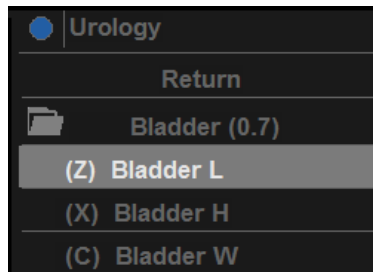 Urology
Return
Bladder (0.7)
(Z) Bladder L
(X) Bladder H
(C) Bladder W